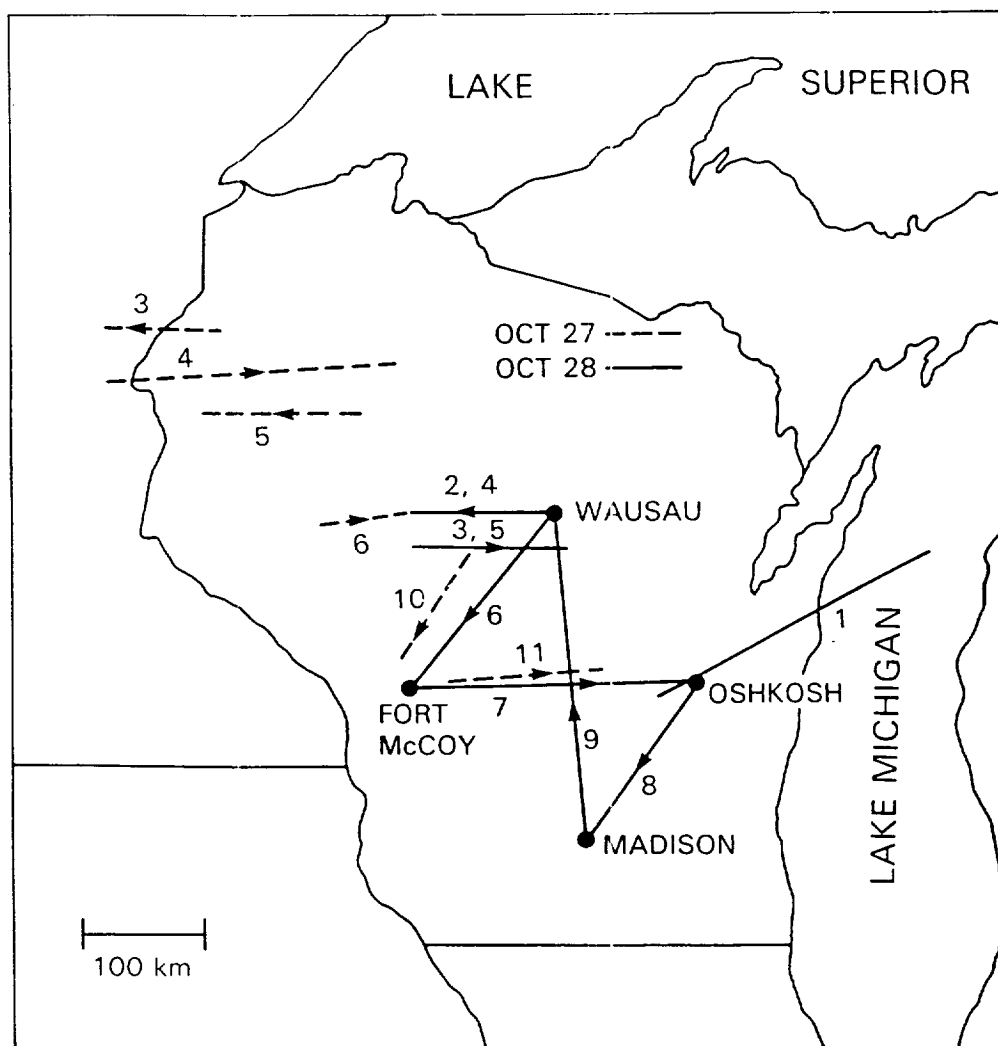 LAKE SUPERIOR
3
OCT 27
4
OCT 28
5
2, 4
WAUSAU
6
3, 5
10
6
1
11
OSHKOSH
7
FORT
McCOY
9
8
MADISON
LAKE MICHIGAN
100 km